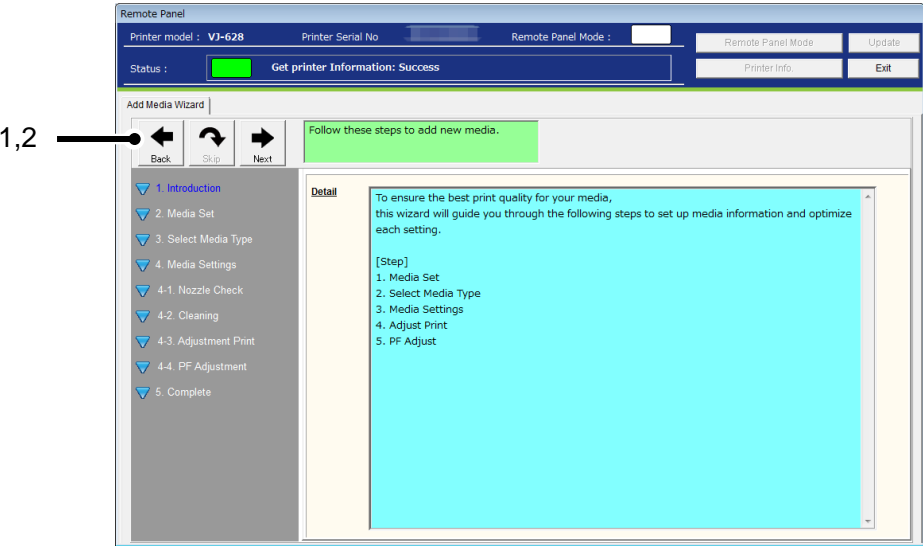 Remote Panel
Printer model : VJ-628 Printer Serial No Remote Panel Mode : Remote Panel Mode Update
Status : Get printer Information: Success Printer Info. Exit
Add Media Wizard
1,2
Back Skip Next
Follow these steps to add new media.
1. Introduction
2. Media Set
3. Select Media Type
4. Media Settings
4-1. Nozzle Check
4-2. Cleaning
4-3. Adjustment Print
4-4. PF Adjustment
5. Complete
Detail
To ensure the best print quality for your media,
this wizard will guide you through the following steps to set up media information and optimize
each setting.
[Step]
1. Media Set
2. Select Media Type
3. Media Settings
4. Adjust Print
5. PF Adjust